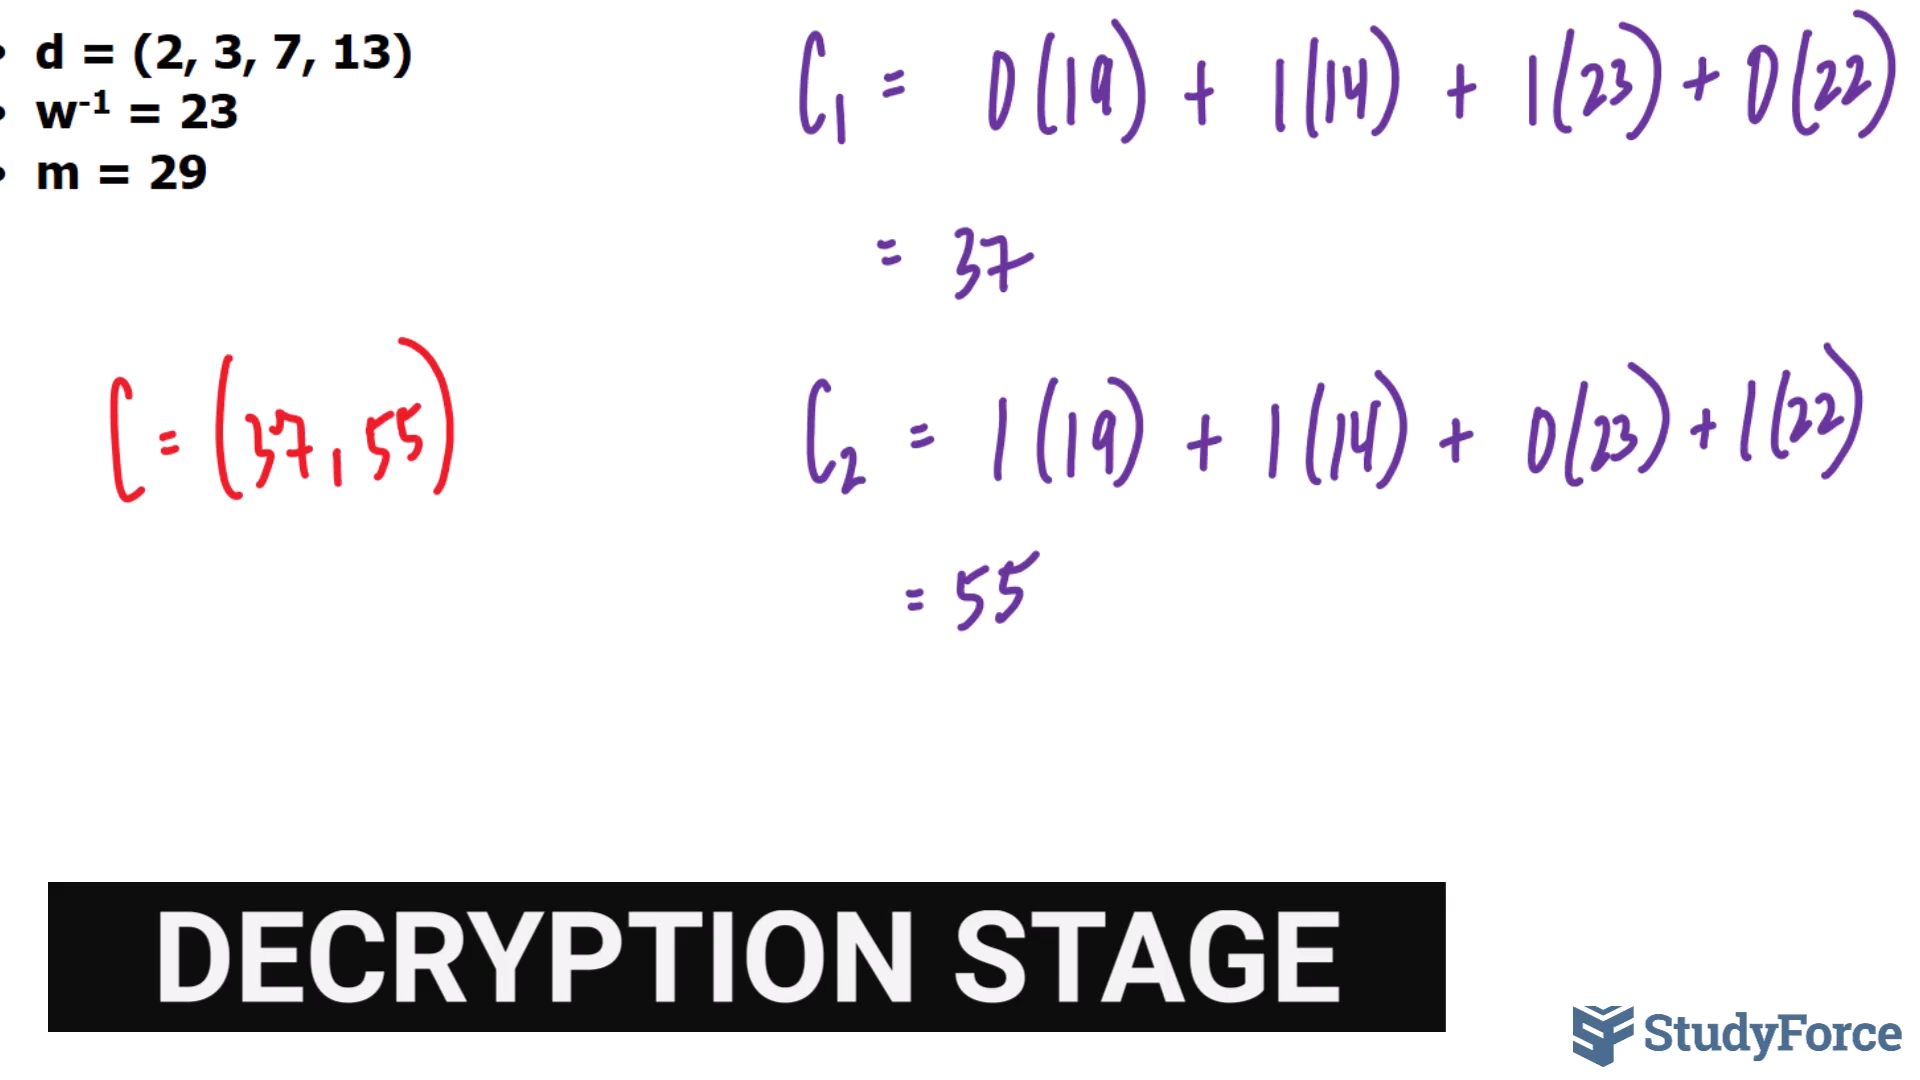 • d = (2, 3, 7, 13)
• w⁻¹ = 23
• m = 29
C₁ = 0(19) + 1(14) + 1(23) + 0(22)
= 37
C = (37, 55)
C₂ = 1(19) + 1(14) + 0(23) + 1(22)
= 55
DECRYPTION STAGE
StudyForce